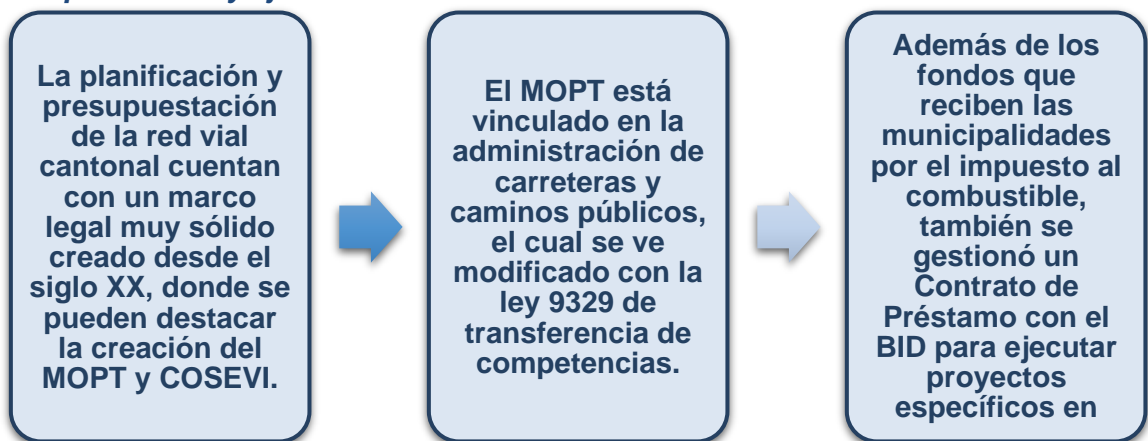 La planificación y
presupuestación
de la red vial
cantonal cuentan
con un marco
legal muy sólido
creado desde el
siglo XX, donde se
pueden destacar
la creación del
MOPT y COSEVI.
El MOPT está
vinculado en la
administración de
carreteras y
caminos públicos,
el cual se ve
modificado con la
ley 9329 de
transferencia de
competencias.
Además de los
fondos que
reciben las
municipalidades
por el impuesto al
combustible,
también se
gestionó un
Contrato de
Préstamo con el
BID para ejecutar
proyectos
específicos en